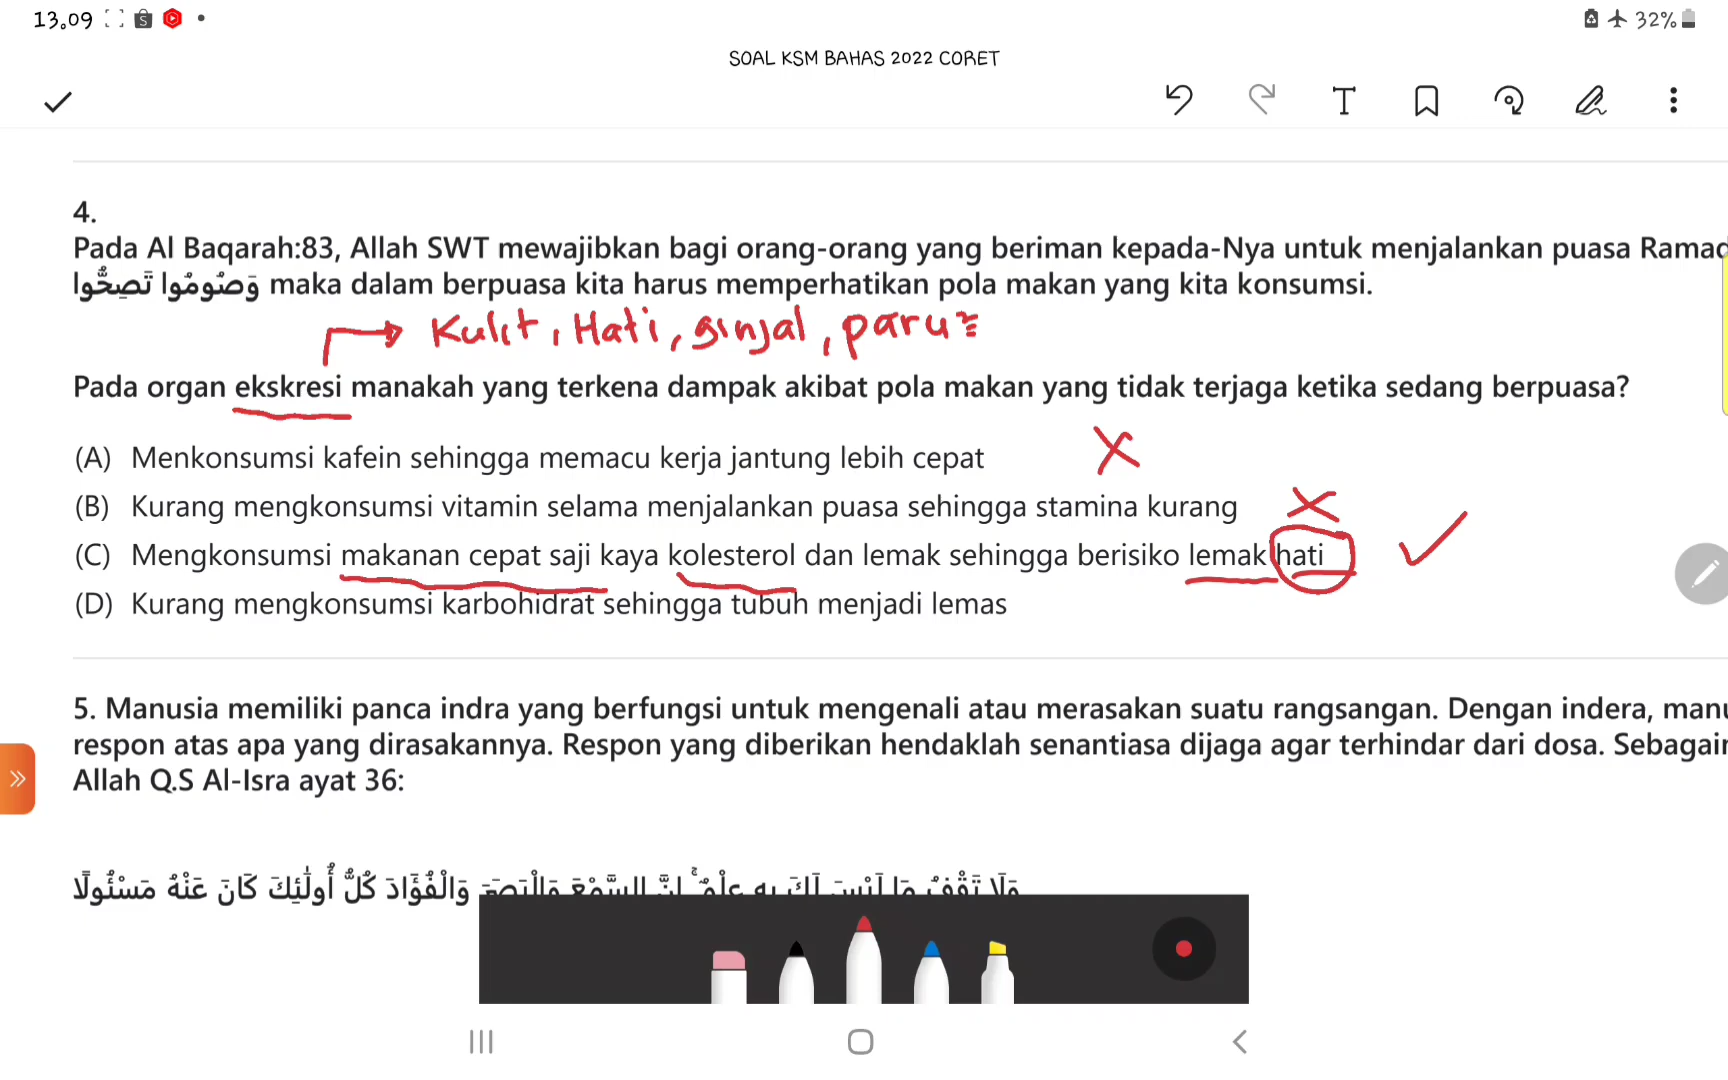 13.09
32%
SOAL KSM BAHAS 2022 CORET
4.
Pada Al Baqarah:83, Allah SWT mewajibkan bagi orang-orang yang beriman kepada-Nya untuk menjalankan puasa Ramad
وَصُومُوا تَصِحُّوا maka dalam berpuasa kita harus memperhatikan pola makan yang kita konsumsi.
Kulit, Hati, ginjal, paru²
Pada organ ekskresi manakah yang terkena dampak akibat pola makan yang tidak terjaga ketika sedang berpuasa?
(A) Menkonsumsi kafein sehingga memacu kerja jantung lebih cepat
(B) Kurang mengkonsumsi vitamin selama menjalankan puasa sehingga stamina kurang
(C) Mengkonsumsi makanan cepat saji kaya kolesterol dan lemak sehingga berisiko lemak hati
(D) Kurang mengkonsumsi karbohidrat sehingga tubuh menjadi lemas
5. Manusia memiliki panca indra yang berfungsi untuk mengenali atau merasakan suatu rangsangan. Dengan indera, manu
respon atas apa yang dirasakannya. Respon yang diberikan hendaklah senantiasa dijaga agar terhindar dari dosa. Sebagain
Allah Q.S Al-Isra ayat 36:
وَلَا تَقْفُ مَا لَيْسَ لَكَ بِهِ عِلْمٌ ۚ إِنَّ السَّمْعَ وَالْبَصَرَ وَالْفُؤَادَ كُلُّ أُولَٰئِكَ كَانَ عَنْهُ مَسْئُولًا